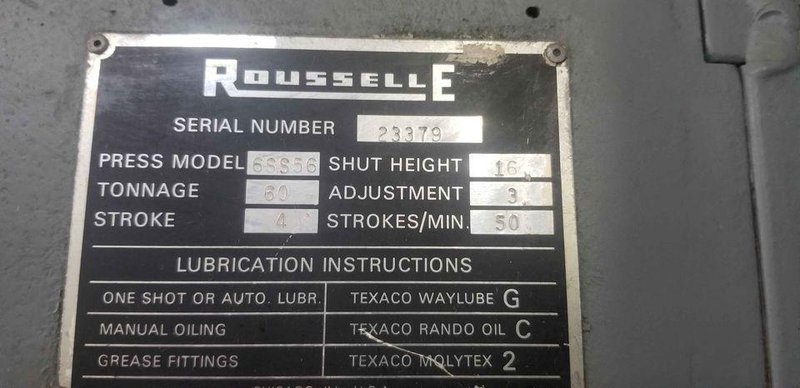 ROUSSELLE
SERIAL NUMBER 23379
PRESS MODEL 6SS56 SHUT HEIGHT 16
TONNAGE 60 ADJUSTMENT 3
STROKE 4 STROKES/MIN. 50
LUBRICATION INSTRUCTIONS
ONE SHOT OR AUTO. LUBR. TEXACO WAYLUBE G
MANUAL OILING TEXACO RANDO OIL C
GREASE FITTINGS TEXACO MOLYTEX 2